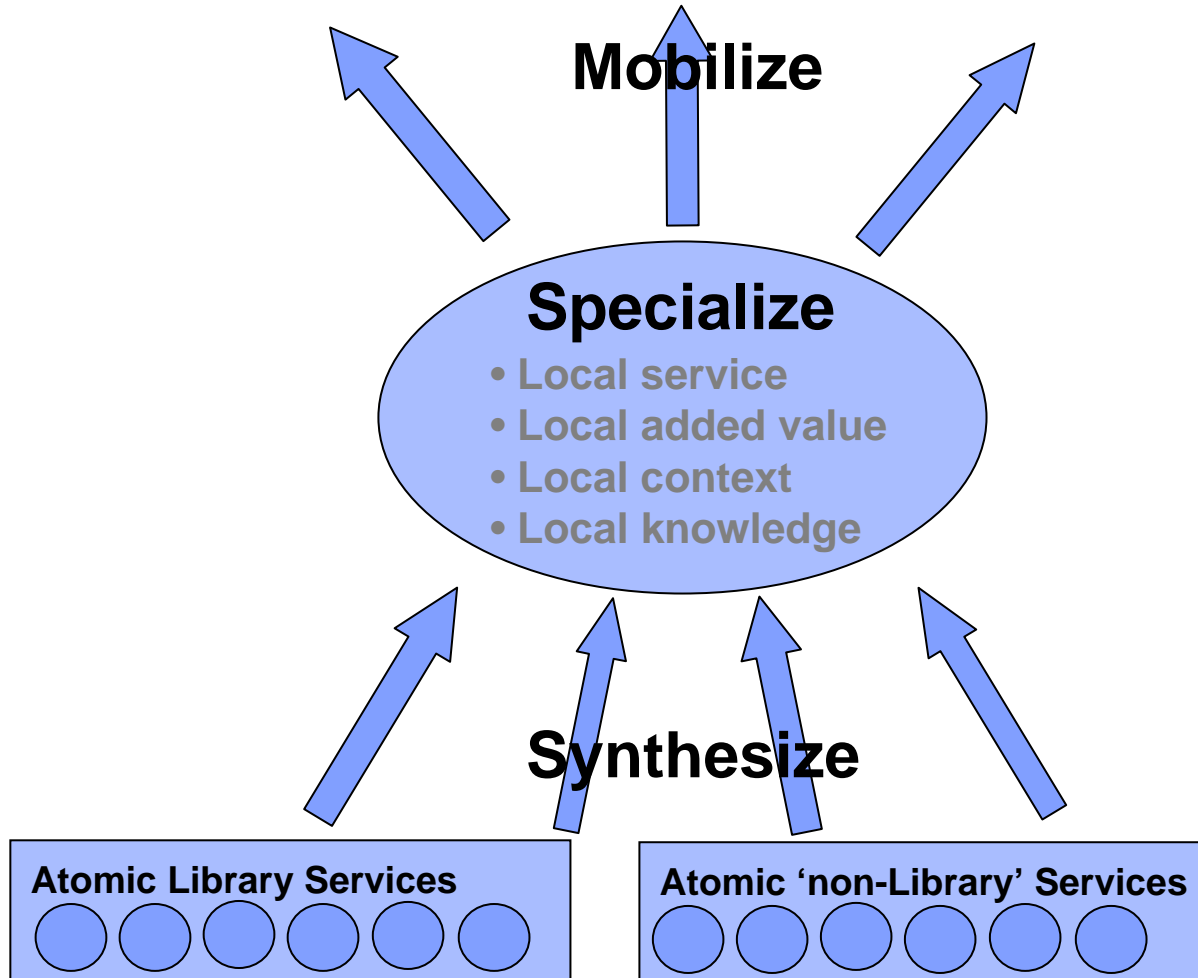 Mobilize
Specialize
• Local service
• Local added value
• Local context
• Local knowledge
Synthesize
Atomic Library Services
Atomic ‘non-Library’ Services